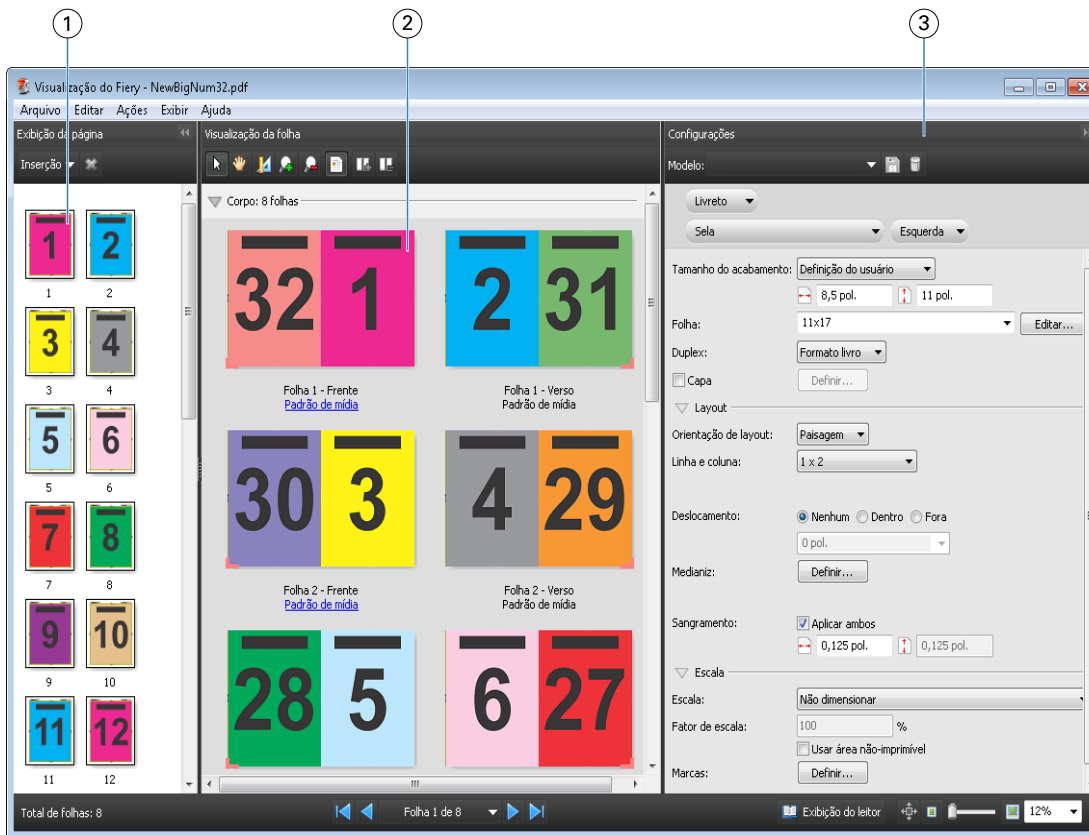 1
2
3
Visualização do Fiery - NewBigNum32.pdf
Arquivo Editar Ações Exibir Ajuda
Exibição da página
Inserção
1 2
1 2
3 4
3 4
5 6
5 6
7 8
7 8
9 10
9 10
11 12
11 12
Visualização da folha
Corpo: 8 folhas
32 1 2 31
Folha 1 - Frente Folha 1 - Verso
Padrão de mídia Padrão de mídia
30 3 4 29
Folha 2 - Frente Folha 2 - Verso
Padrão de mídia Padrão de mídia
28 5 6 27
Configurações
Modelo:
Livreto
Sela Esquerda
Tamanho do acabamento: Definição do usuário
8,5 pol. 11 pol.
Folha: 11x17 Editar...
Duplex: Formato livro
Capa Definir...
Layout
Orientação de layout: Paisagem
Linha e coluna: 1 x 2
Deslocamento: Nenhum Dentro Fora
0 pol.
Medianiz: Definir...
Sangramento: Aplicar ambos
0,125 pol. 0,125 pol.
Escala
Escala: Não dimensionar
Fator de escala: 100 %
Usar área não-imprimível
Marcas: Definir...
Total de folhas: 8 Folha 1 de 8 Exibição do leitor 12%